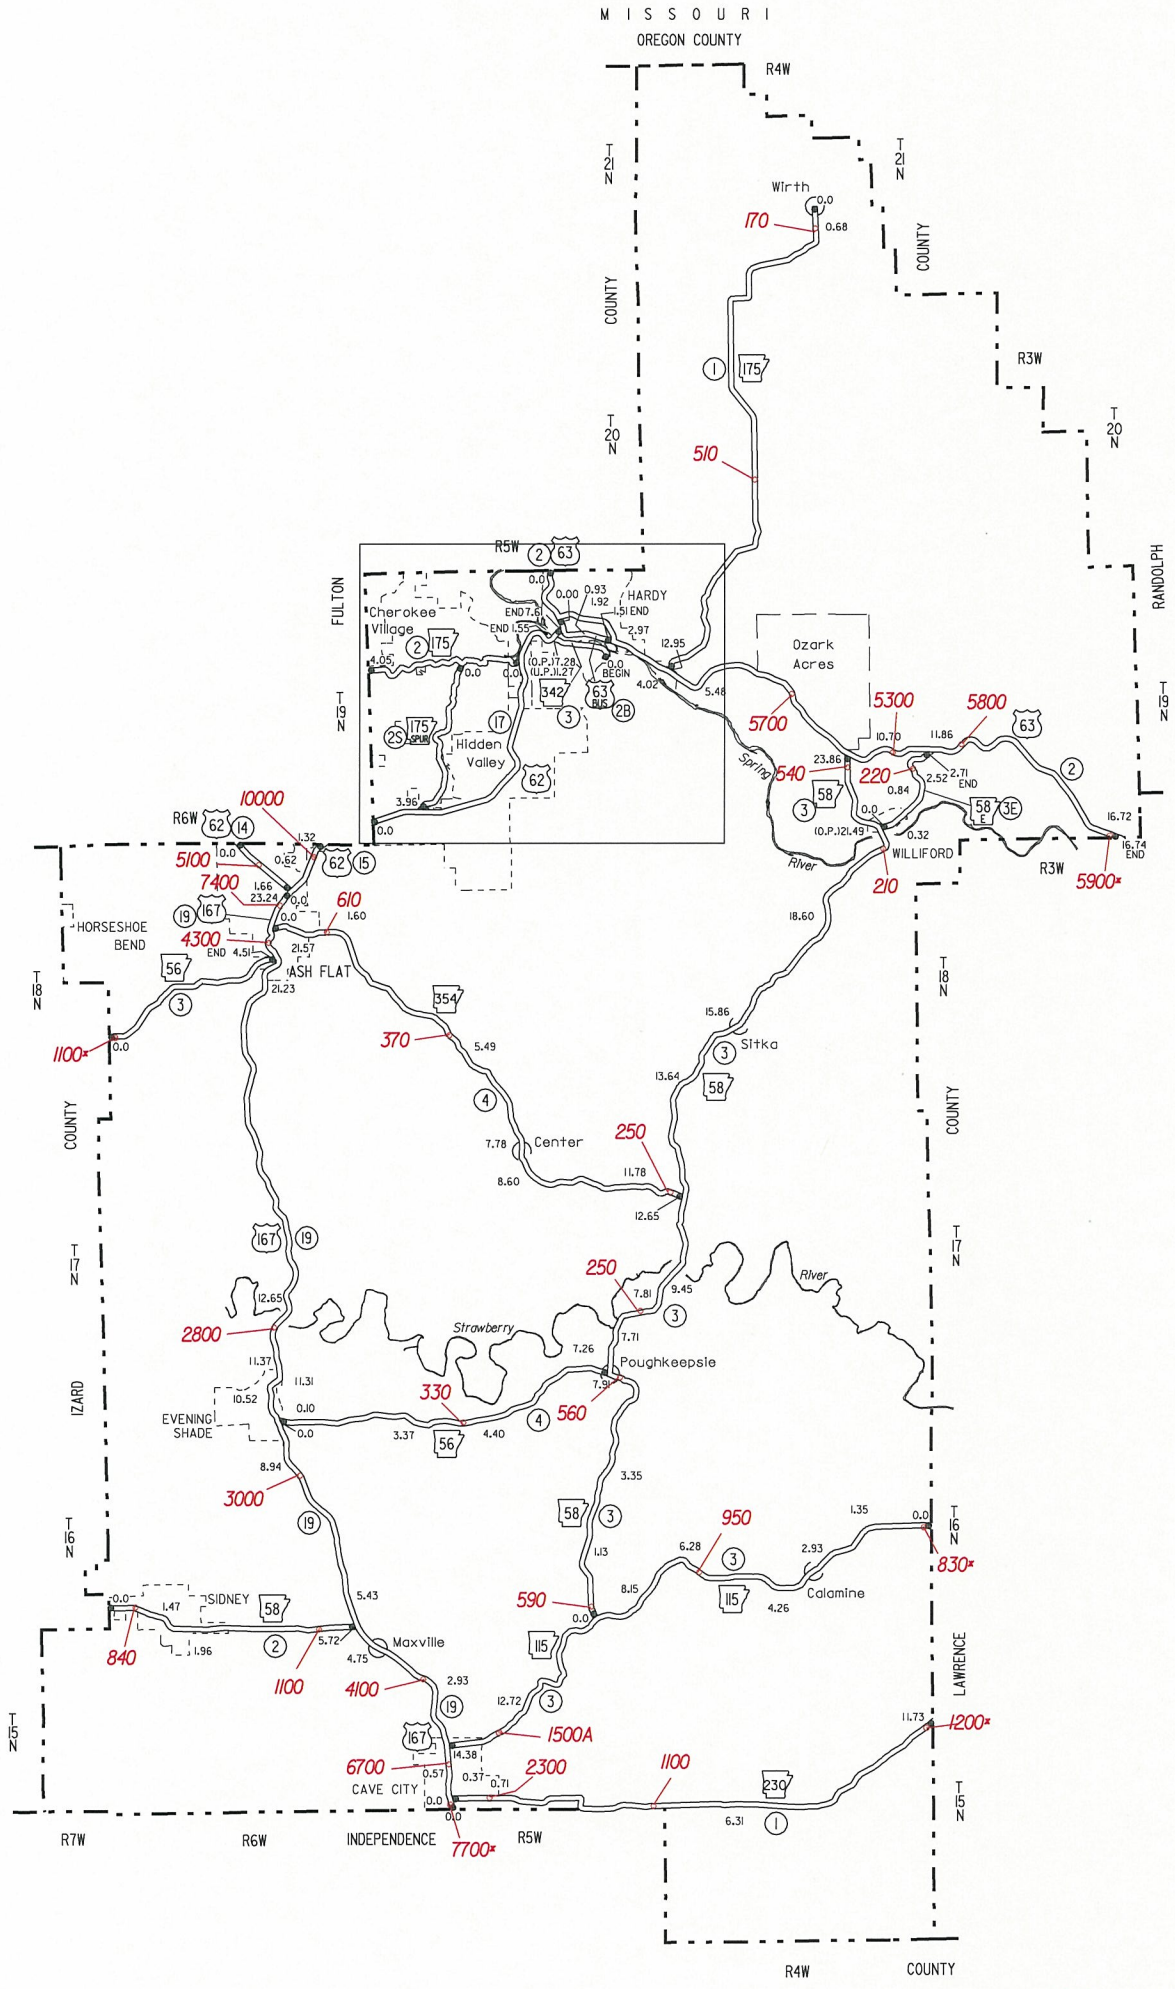 M I S S O U R I
OREGON COUNTY
R4W
T
21
N
T
21
N
Wirth
0.0
170
0.68
COUNTY
COUNTY
R3W
1
175
T
20
N
T
20
N
510
R5W
2
63
FULTON
RANDOLPH
0.0
0.93
0.00
1.92
HARDY
END 7.6
1.51 END
Cherokee
Village
END 1.55
2.97
2
175
Ozark
Acres
4.05
0.0
0.0
(O.P.)7.28
(U.P.)1.27
0.0
BEGIN
12.95
342
3
63
BUS
2B
4.02
5.48
T
19
N
T
19
N
17
2S
175
SPUR
Hidden
Valley
62
5700
5300
5800
63
10.70
11.86
Spring
23.86
540
220
2.71
END
2.52
2
58
3
0.84
58
E
3E
3.96
0.0
0.0
(O.P.)21.49
0.32
16.72
16.74
END
River
WILLIFORD
R3W
5900*
210
10000
R6W
62
14
1.32
62
15
0.0
0.62
5100
7400
1.66
23.24
0.0
610
19
167
0.0
1.60
HORSESHOE
BEND
4300
END 4.51
21.57
ASH FLAT
18.60
56
21.23
T
18
N
T
18
N
3
354
15.86
370
5.49
Sitka
3
1100*
0.0
13.64
58
4
COUNTY
COUNTY
250
7.78
Center
11.78
8.60
12.65
T
17
N
T
17
N
167
19
250
River
7.81
9.45
12.65
3
2800
Strawberry
7.71
7.26
Poughkeepsie
11.37
11.31
10.52
7.91
330
560
IZARD
0.10
EVENING
SHADE
0.0
3.37
4.40
4
56
8.94
3.35
3000
19
58
3
1.35
0.0
T
16
N
T
16
N
950
1.13
6.28
3
2.93
830*
0.0
SIDNEY
1.47
58
5.43
590
0.0
8.15
115
4.26
Calamine
840
1.96
2
5.72
Maxville
115
4.75
1100
4100
2.93
3
LAWRENCE
12.72
19
T
15
N
167
1500A
11.73
1200*
14.38
6700
0.57
0.37
0.71
2300
1100
230
CAVE CITY
0.0
0.0
6.31
1
T
15
N
R7W
R6W
INDEPENDENCE
R5W
7700*
R4W
COUNTY